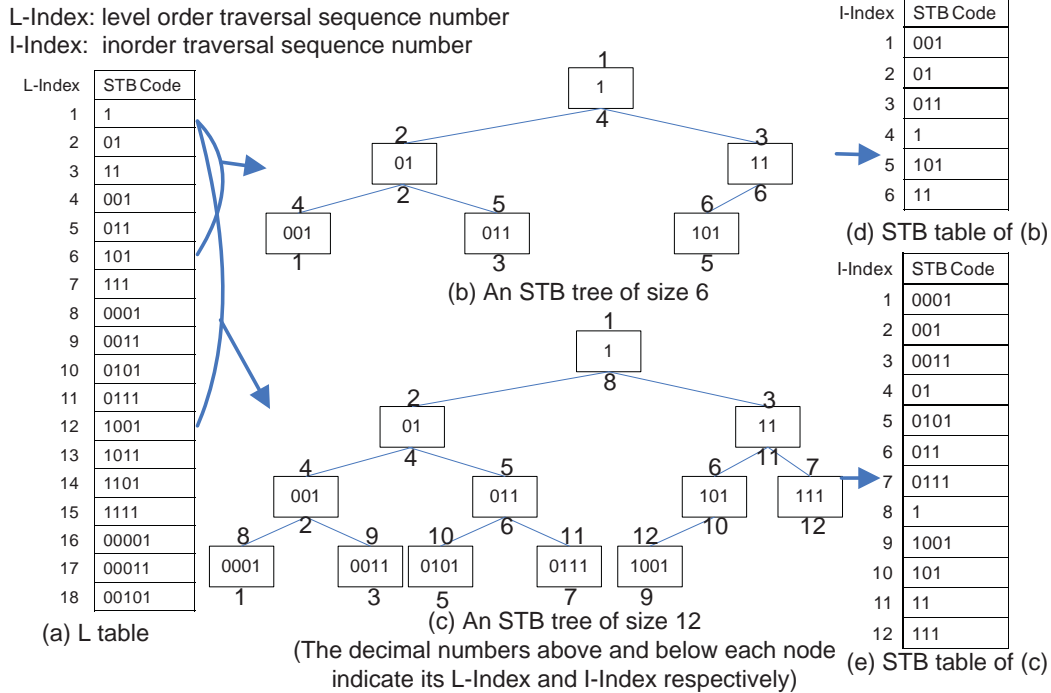 L-Index: level order traversal sequence number
I-Index: inorder traversal sequence number
L-Index STB Code
1 1
2 01
3 11
4 001
5 011
6 101
7 111
8 0001
9 0011
10 0101
11 0111
12 1001
13 1011
14 1101
15 1111
16 00001
17 00011
18 00101
(a) L table
1
1
4
2 3
01 11
2 6
4 5 6
001 011 101
1 3 5
(b) An STB tree of size 6
1
1
8
2 3
01 11
4 11
4 5 6 7
001 011 101 111
2 6 10 12
8 9 10 11 12
0001 0011 0101 0111 1001
1 3 5 7 9
(c) An STB tree of size 12
(The decimal numbers above and below each node
indicate its L-Index and I-Index respectively)
I-Index STB Code
1 001
2 01
3 011
4 1
5 101
6 11
(d) STB table of (b)
I-Index STB Code
1 0001
2 001
3 0011
4 01
5 0101
6 011
7 0111
8 1
9 1001
10 101
11 11
12 111
(e) STB table of (c)